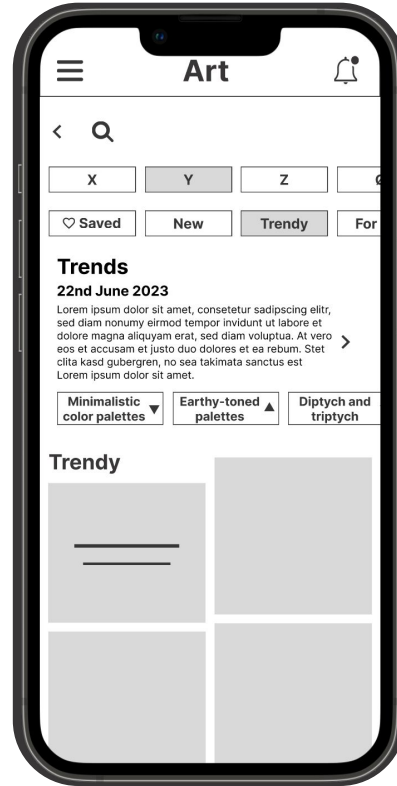 Art
X Y Z
Saved New Trendy For
Trends
22nd June 2023
Lorem ipsum dolor sit amet, consetetur sadipscing elitr,
sed diam nonumy eirmod tempor invidunt ut labore et
dolore magna aliquyam erat, sed diam voluptua. At vero
eos et accusam et justo duo dolores et ea rebum. Stet
clita kasd gubergren, no sea takimata sanctus est
Lorem ipsum dolor sit amet.
Minimalistic
color palettes
Earthy-toned
palettes
Diptych and
triptych
Trendy